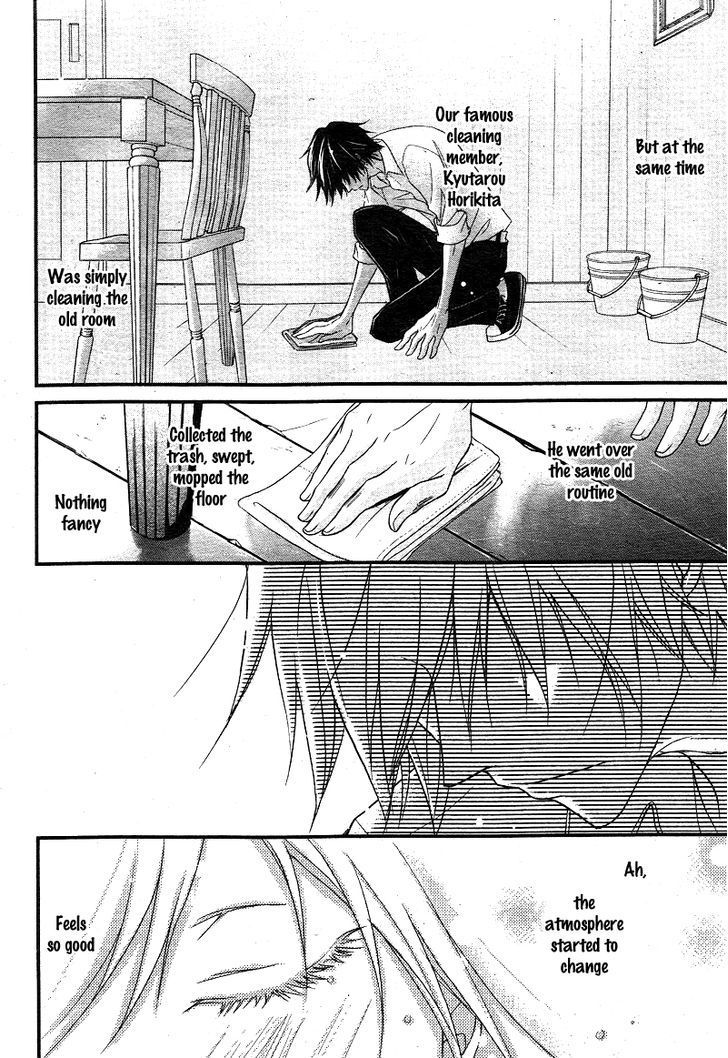 But at the
same time
Our famous
cleaning
member,
Kyutarou
Horikita
Was simply
cleaning the
old room
He went over
the same old
routine
Collected the
trash, swept,
mopped the
floor
Nothing
fancy
Ah,
the
atmosphere
started to
change
Feels
so good